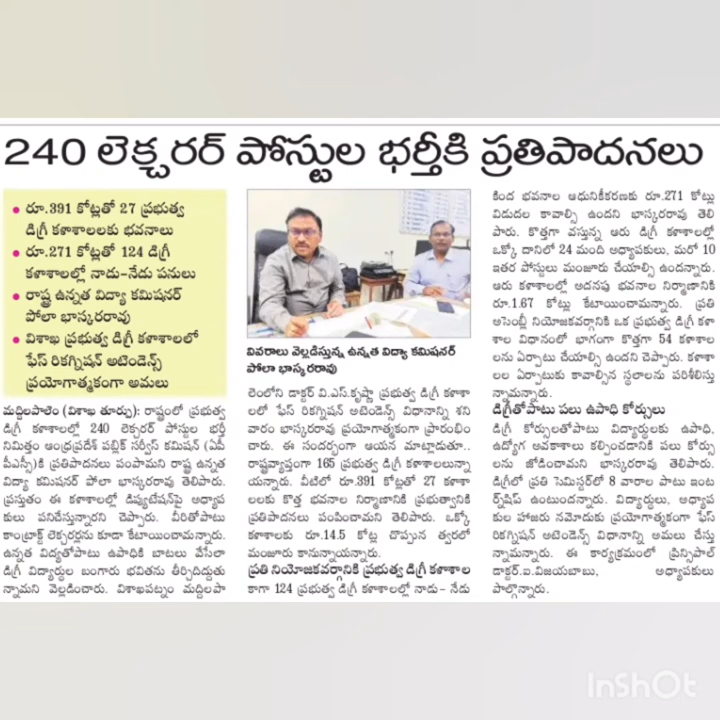 240 లెక్చరర్ పోస్టుల భర్తీకి ప్రతిపాదనలు
• రూ.391 కోట్లతో 27 ప్రభుత్వ
డిగ్రీ కళాశాలలకు భవనాలు
• రూ.271 కోట్లతో 124 డిగ్రీ
కళాశాలల్లో నాడు-నేడు పనులు
• రాష్ట్ర ఉన్నత విద్యా కమిషనర్
పోలా భాస్కరరావు
• విశాఖ ప్రభుత్వ డిగ్రీ కళాశాలలో
ఫేస్ రికగ్నిషన్ అటెండెన్స్
ప్రయోగాత్మకంగా అమలు
మద్దిలపాలెం (విశాఖ తూర్పు): రాష్ట్రంలో ప్రభుత్వ
డిగ్రీ కళాశాలల్లో 240 లెక్చరర్ పోస్టుల భర్తీ
నిమిత్తం ఆంధ్రప్రదేశ్ పబ్లిక్ సర్వీస్ కమిషన్ (ఏపీ
పీఎస్సీ)కి ప్రతిపాదనలు పంపామని రాష్ట్ర ఉన్నత
విద్యా కమిషనర్ పోలా భాస్కరరావు తెలిపారు.
ప్రస్తుతం ఈ కళాశాలల్లో డిప్యుటేషన్‌పై అధ్యాప
కులు పనిచేస్తున్నారని చెప్పారు. వీరితోపాటు
కాంట్రాక్ట్ లెక్చరర్లను కూడా కేటాయించామన్నారు.
ఉన్నత విద్యతోపాటు ఉపాధికి బాటలు వేసేలా
డిగ్రీ విద్యార్థుల బంగారు భవితను తీర్చిదిద్దుతు
న్నామని వెల్లడించారు. విశాఖపట్నం మద్దిలపా
వివరాలు వెల్లడిస్తున్న ఉన్నత విద్యా కమిషనర్
పోలా భాస్కరరావు
లెంలోని డాక్టర్ వి.ఎస్.కృష్ణా ప్రభుత్వ డిగ్రీ కళాశా
లలో ఫేస్ రికగ్నిషన్ అటెండెన్స్ విధానాన్ని శని
వారం భాస్కరరావు ప్రయోగాత్మకంగా ప్రారంభిం
చారు. ఈ సందర్భంగా ఆయన మాట్లాడుతూ..
రాష్ట్రవ్యాప్తంగా 165 ప్రభుత్వ డిగ్రీ కళాశాలలున్నా
యన్నారు. వీటిలో రూ.391 కోట్లతో 27 కళాశా
లలకు కొత్త భవనాల నిర్మాణానికి ప్రభుత్వానికి
ప్రతిపాదనలు పంపించామని తెలిపారు. ఒక్కో
కళాశాలకు రూ.14.5 కోట్ల చొప్పున త్వరలో
మంజూరు కానున్నాయన్నారు.
ప్రతి నియోజకవర్గానికి ప్రభుత్వ డిగ్రీ కళాశాల
కాగా 124 ప్రభుత్వ డిగ్రీ కళాశాలల్లో నాడు- నేడు
కింద భవనాల ఆధునికీకరణకు రూ.271 కోట్లు
విడుదల కావాల్సి ఉందని భాస్కరరావు తెలి
పారు. కొత్తగా వస్తున్న ఆరు డిగ్రీ కళాశాలల్లో
ఒక్కో దానిలో 24 మంది అధ్యాపకులు, మరో 10
ఇతర పోస్టులు మంజూరు చేయాల్సి ఉందన్నారు.
ఆరు కళాశాలల్లో అదనపు భవనాల నిర్మాణానికి
రూ.1.67 కోట్లు కేటాయించామన్నారు. ప్రతి
అసెంబ్లీ నియోజకవర్గానికి ఒక ప్రభుత్వ డిగ్రీ కళా
శాల విధానంలో భాగంగా కొత్తగా 54 కళాశాల
లను ఏర్పాటు చేయాల్సి ఉందని చెప్పారు. కళాశా
లల ఏర్పాటుకు కావాల్సిన స్థలాలను పరిశీలిస్తు
న్నామన్నారు.
డిగ్రీతోపాటు పలు ఉపాధి కోర్సులు
డిగ్రీ కోర్సులతోపాటు విద్యార్థులకు ఉపాధి,
ఉద్యోగ అవకాశాలు కల్పించడానికి పలు కోర్సు
లను జోడించామని భాస్కరరావు తెలిపారు.
డిగ్రీలో ప్రతి సెమిస్టర్‌లో 8 వారాల పాటు ఇంట
ర్న్‌షిప్ ఉంటుందన్నారు. విద్యార్థులు, అధ్యాప
కుల హాజరు నమోదుకు ప్రయోగాత్మకంగా ఫేస్
రికగ్నిషన్ అటెండెన్స్ విధానాన్ని అమలు చేస్తు
న్నామన్నారు. ఈ కార్యక్రమంలో ప్రిన్సిపాల్
డాక్టర్.ఐ.విజయబాబు, అధ్యాపకులు
పాల్గొన్నారు.
InShOt